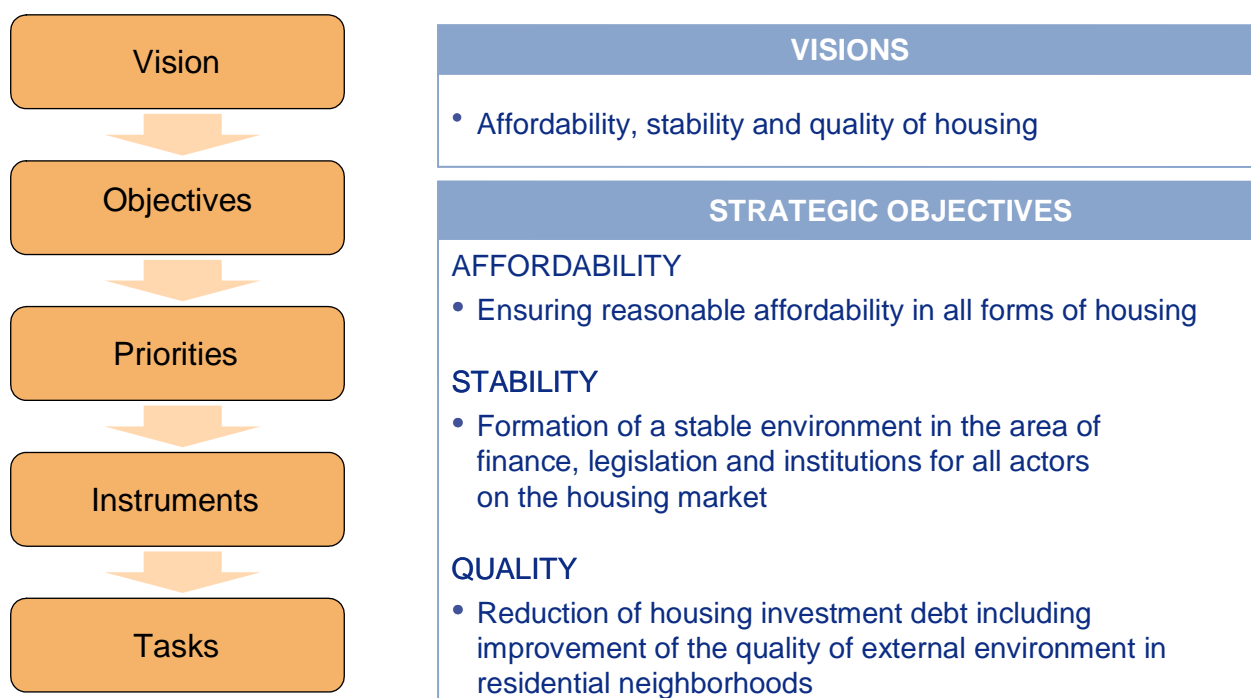 Vision
Objectives
Priorities
Instruments
Tasks
VISIONS
• Affordability, stability and quality of housing
STRATEGIC OBJECTIVES
AFFORDABILITY
• Ensuring reasonable affordability in all forms of housing
STABILITY
• Formation of a stable environment in the area of
finance, legislation and institutions for all actors
on the housing market
QUALITY
• Reduction of housing investment debt including
improvement of the quality of external environment in
residential neighborhoods